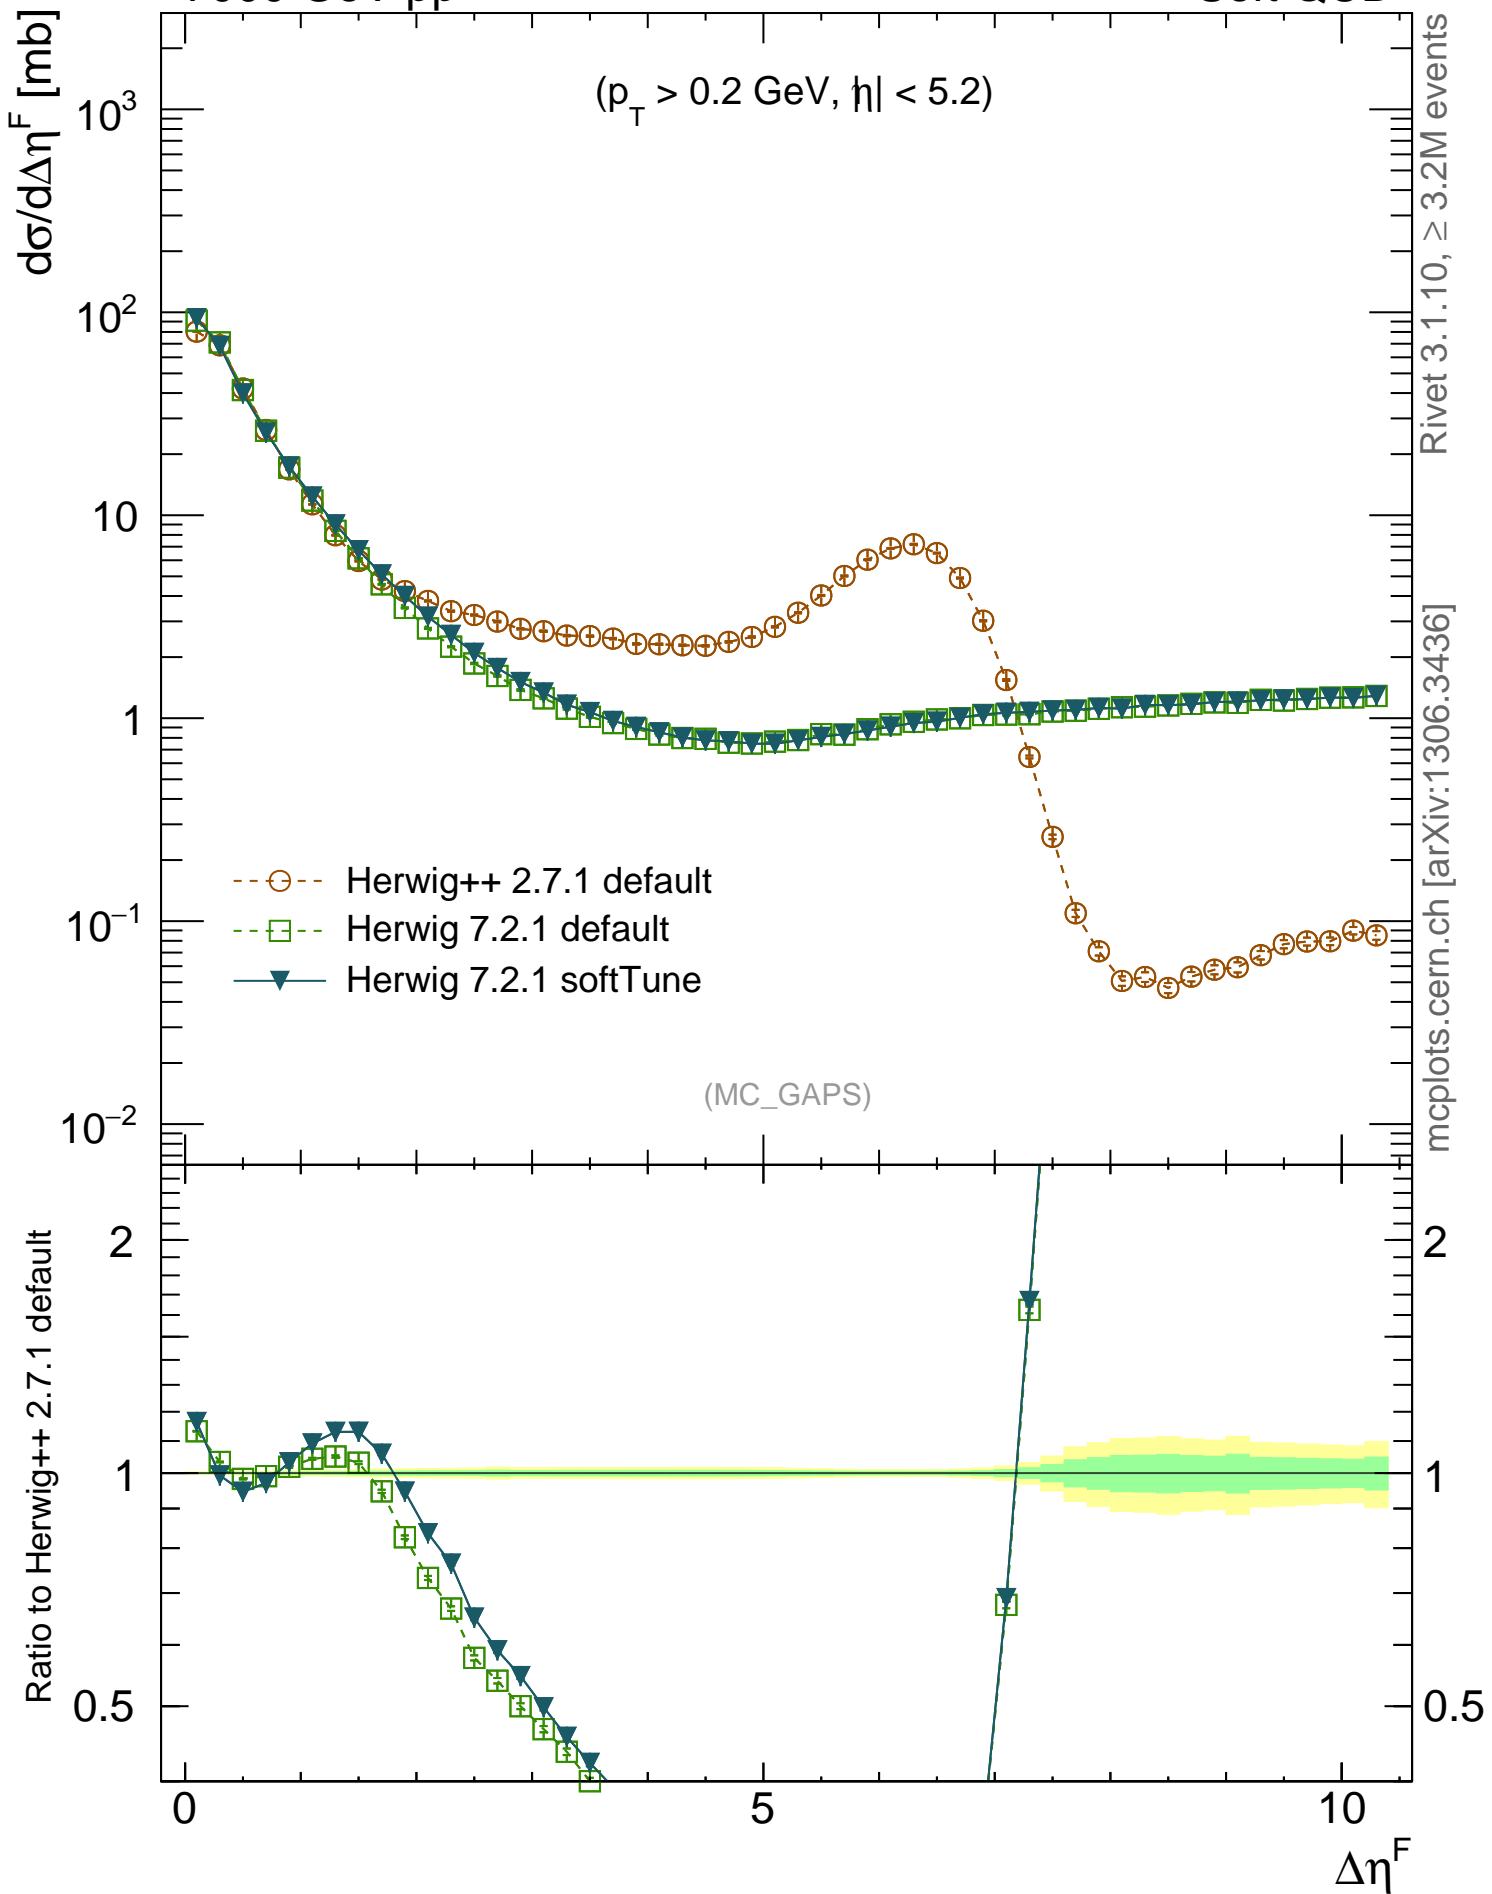 (p_T > 0.2 GeV, |η| < 5.2)
dσ/dΔη^F [mb]
10^3
10^2
10
1
10^−1
10^−2
Herwig++ 2.7.1 default
Herwig 7.2.1 default
Herwig 7.2.1 softTune
(MC_GAPS)
Rivet 3.1.10, ≥ 3.2M events
mcplots.cern.ch [arXiv:1306.3436]
Ratio to Herwig++ 2.7.1 default
2
1
0.5
2
1
0.5
0
5
10
Δη^F